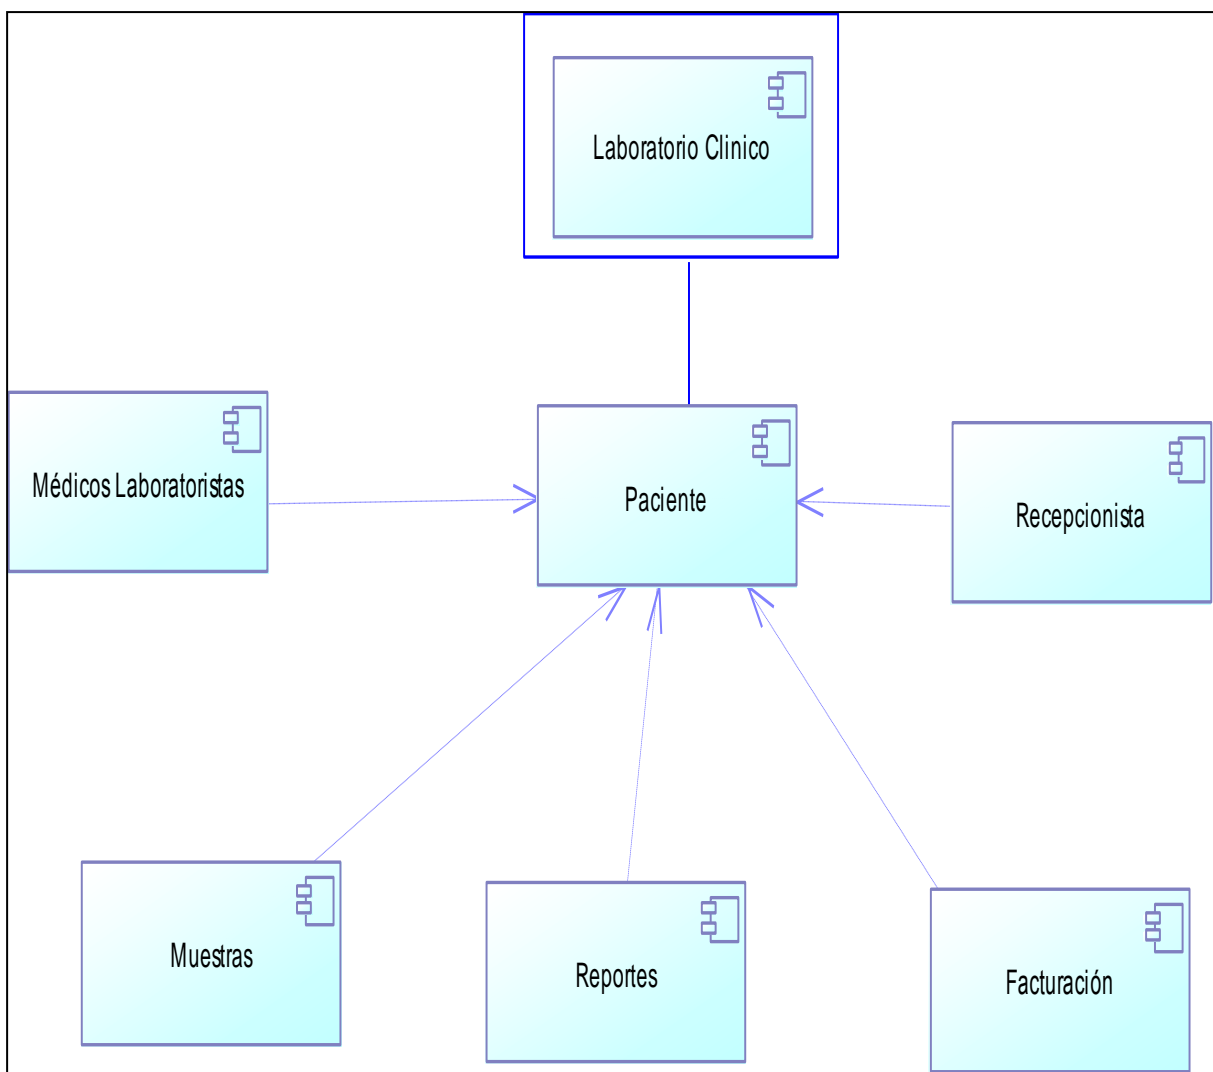 Laboratorio Clinico
Médicos Laboratoristas
Paciente
Recepcionista
Muestras
Reportes
Facturación